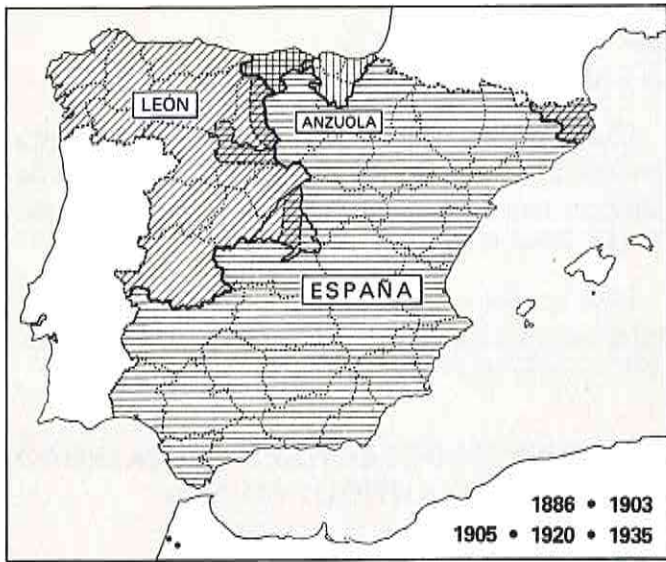 LEÓN
ANZUOLA
ESPAÑA
1886 • 1903
1905 • 1920 • 1935